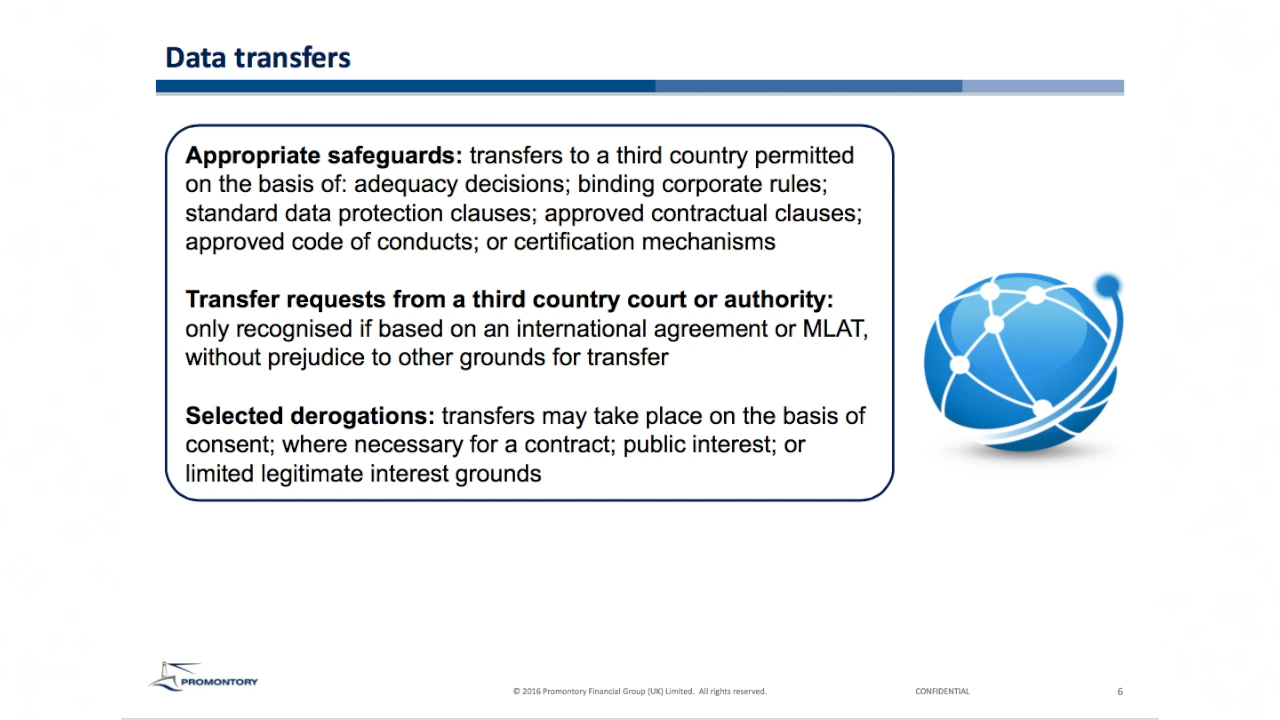 Data transfers
Appropriate safeguards: transfers to a third country permitted
on the basis of: adequacy decisions; binding corporate rules;
standard data protection clauses; approved contractual clauses;
approved code of conducts; or certification mechanisms
Transfer requests from a third country court or authority:
only recognised if based on an international agreement or MLAT,
without prejudice to other grounds for transfer
Selected derogations: transfers may take place on the basis of
consent; where necessary for a contract; public interest; or
limited legitimate interest grounds
PROMONTORY
© 2016 Promontory Financial Group (UK) Limited. All rights reserved.
CONFIDENTIAL
6